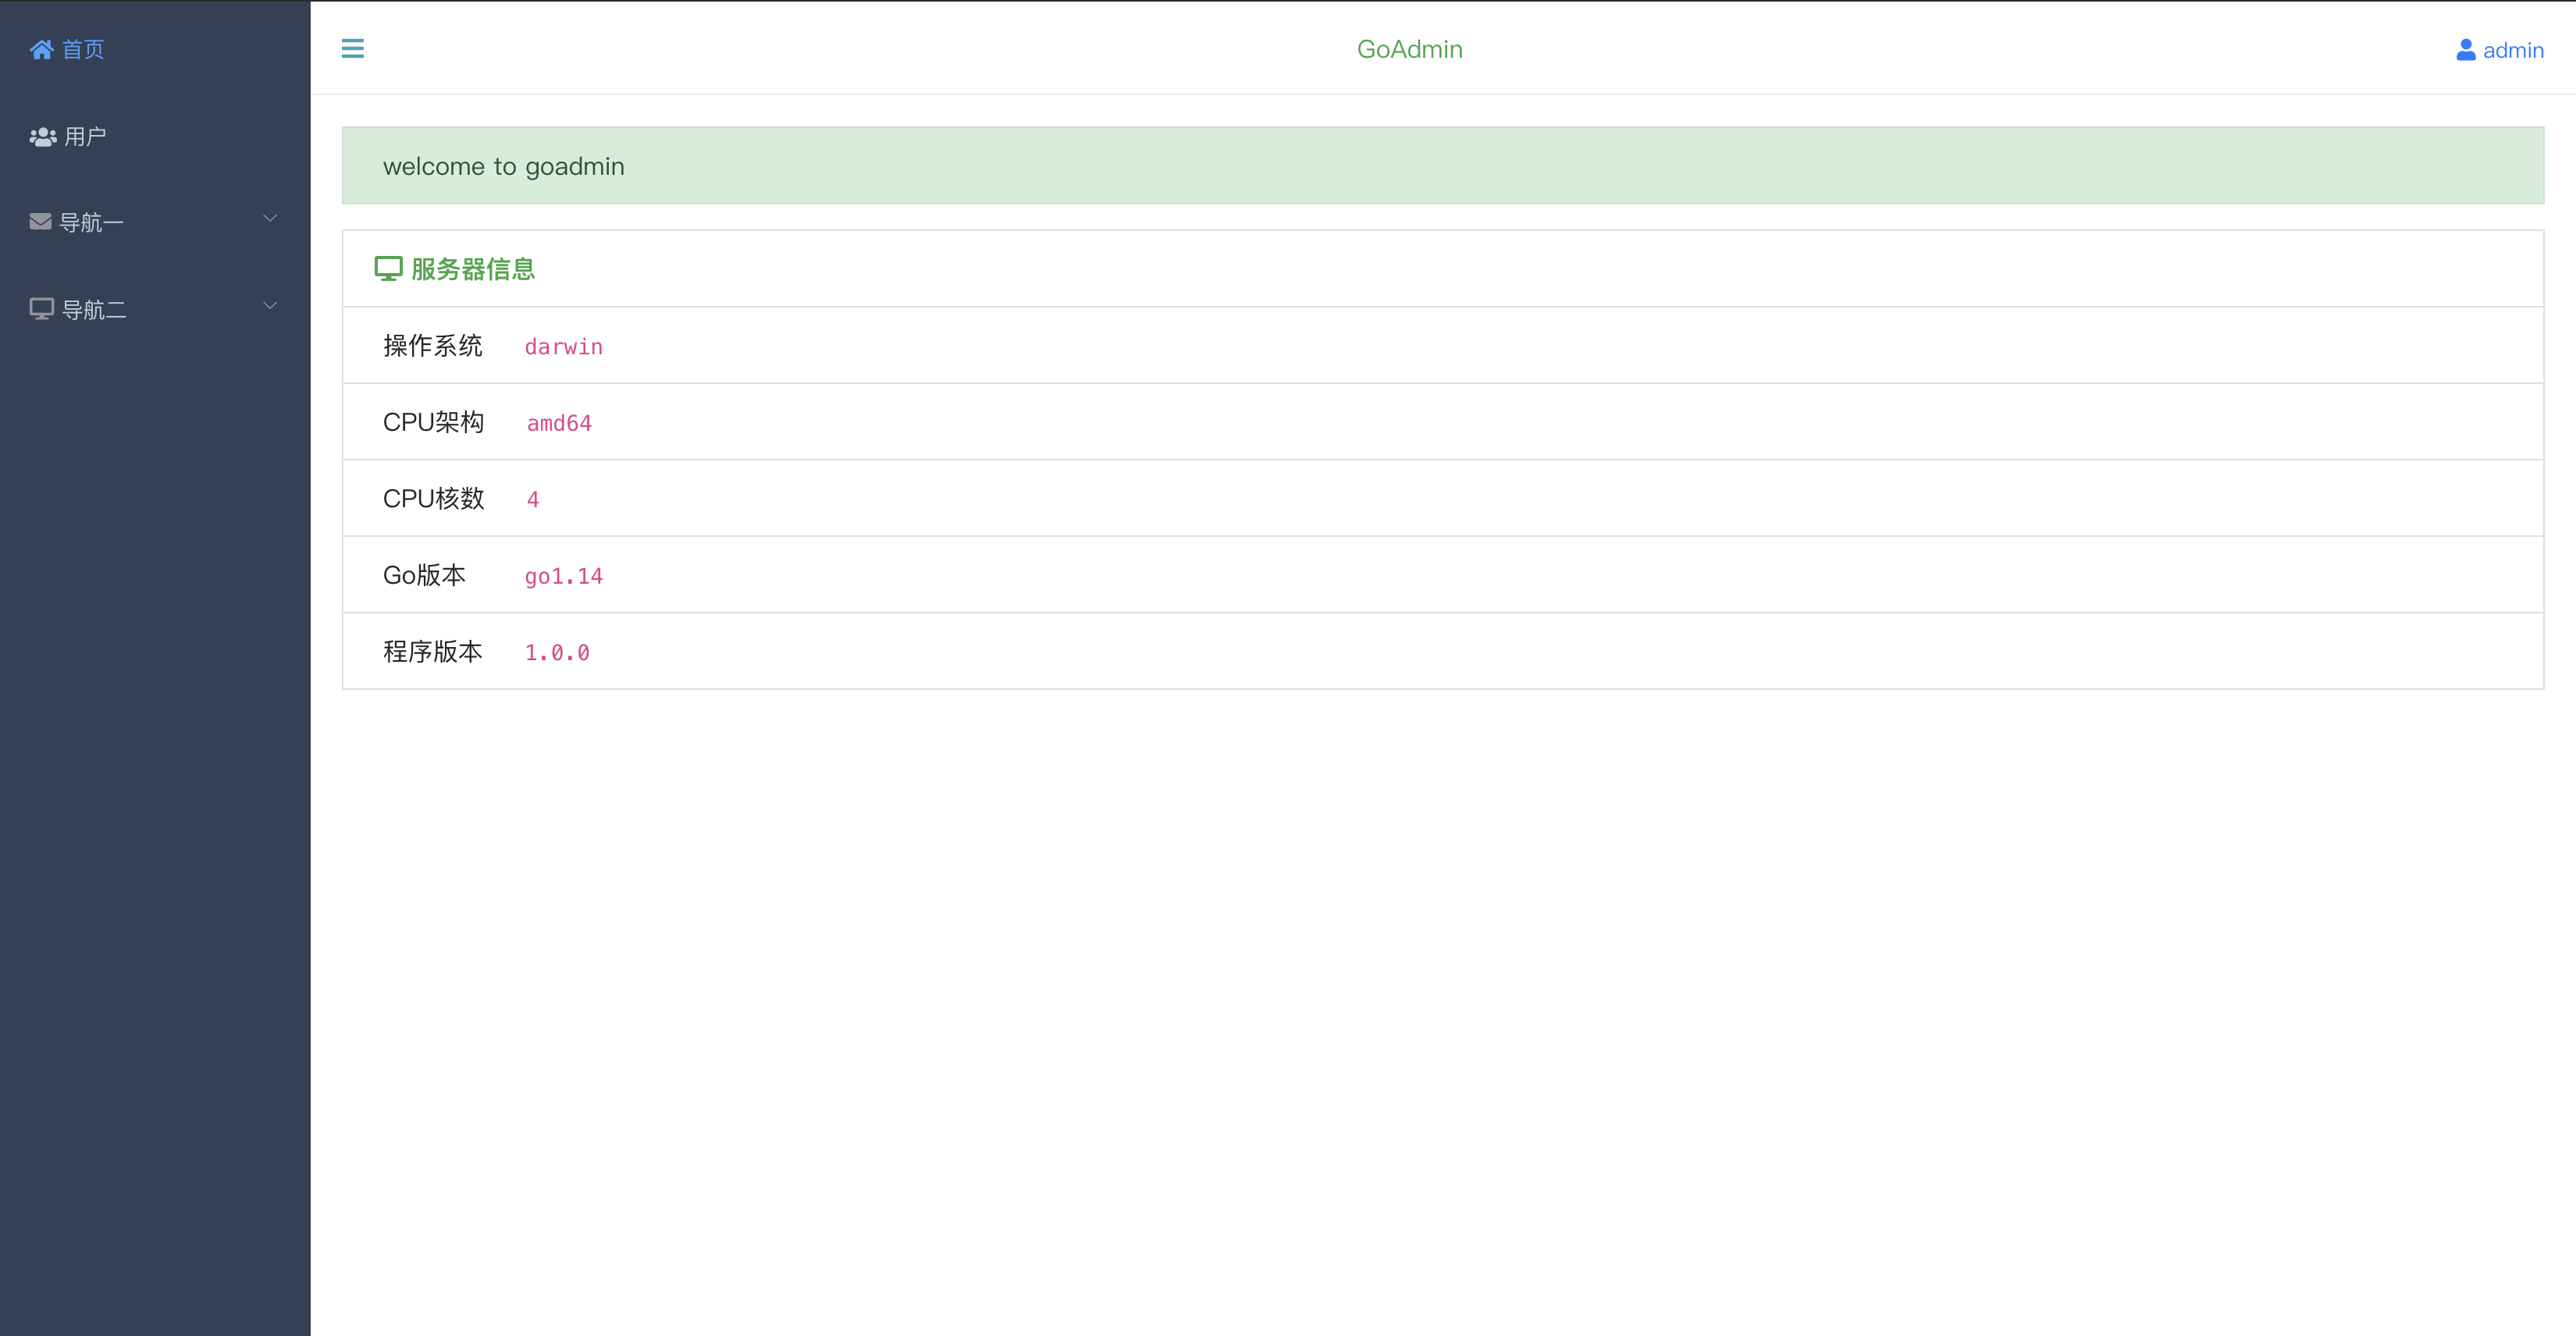 首页
用户
导航一
导航二
GoAdmin
admin
welcome to goadmin
服务器信息
操作系统 darwin
CPU架构 amd64
CPU核数 4
Go版本 go1.14
程序版本 1.0.0